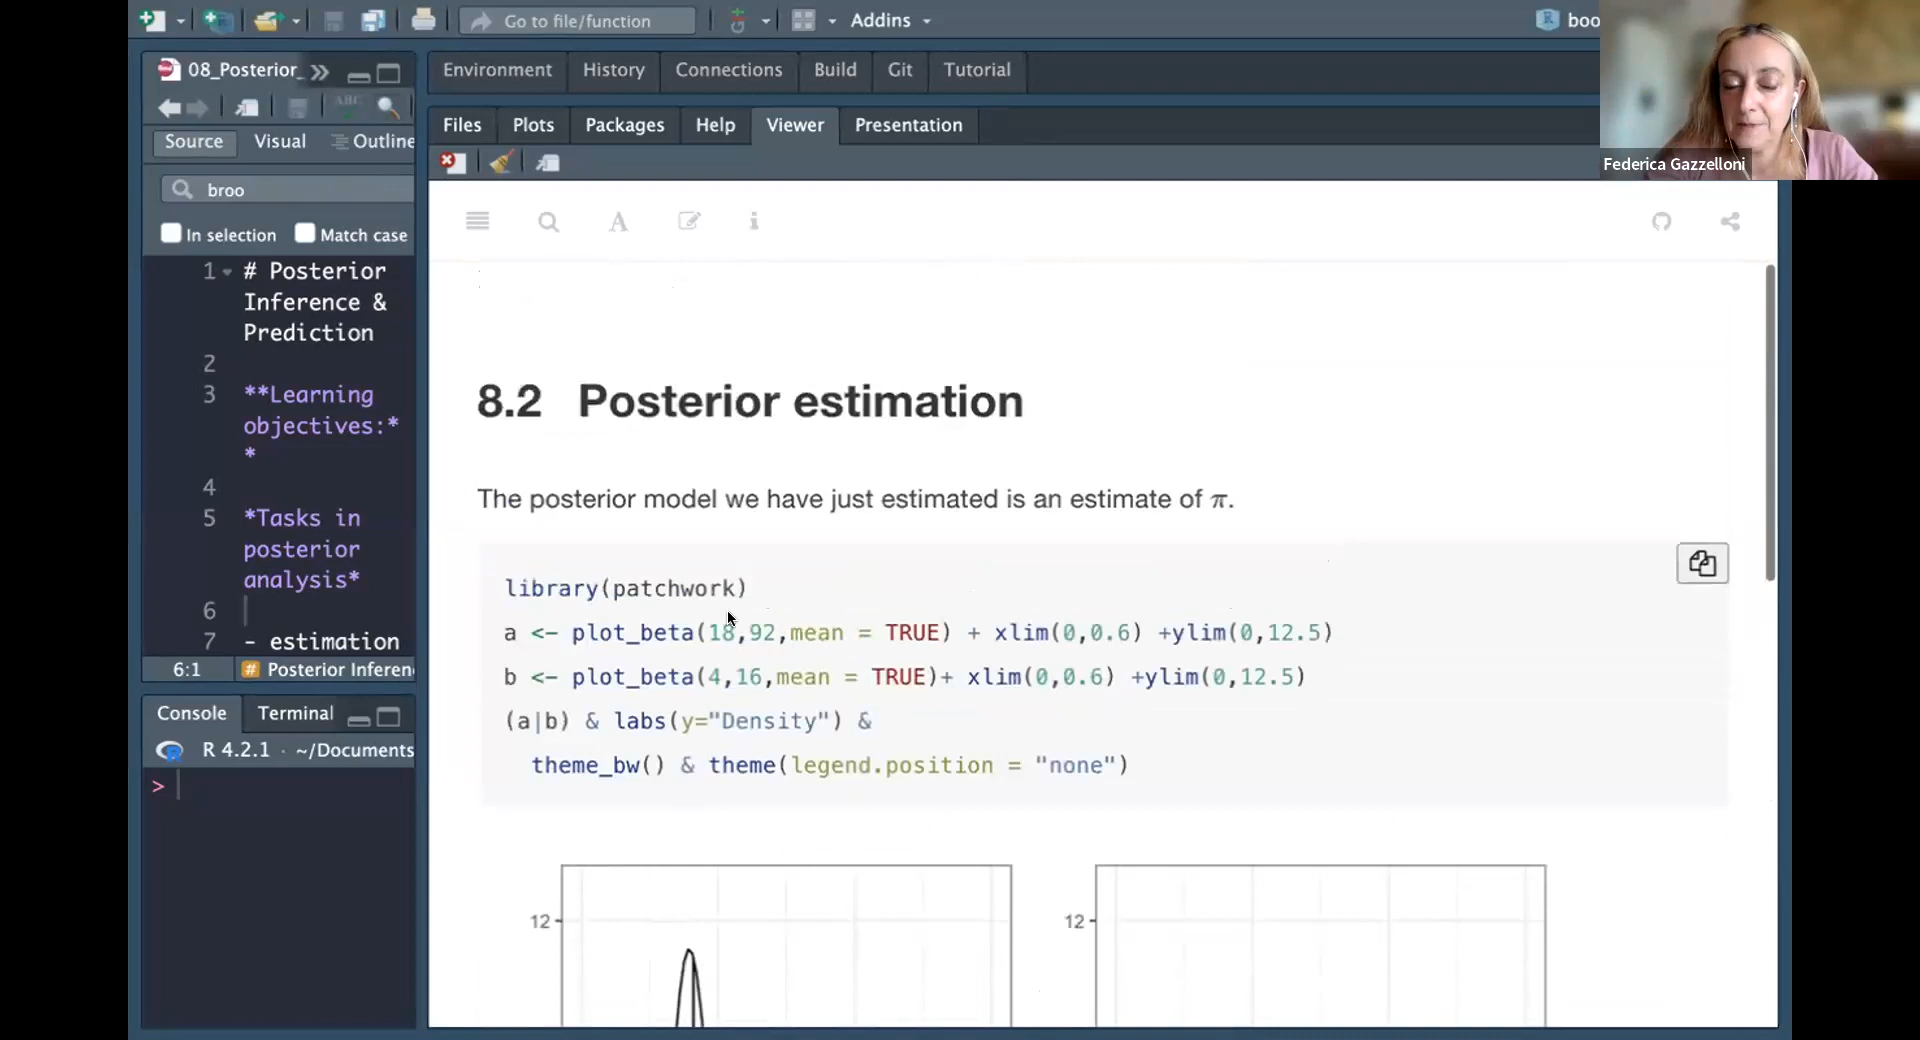 Go to file/function
Addins
boo
08_Posterior_
Source Visual Outline
broo
In selection Match case
1 # Posterior
Inference &
Prediction
2
3 **Learning
objectives:*
*
4
5 *Tasks in
posterior
analysis*
6
7 - estimation
6:1 # Posterior Inferen
Console Terminal
R 4.2.1 · ~/Documents
>
Environment History Connections Build Git Tutorial
Files Plots Packages Help Viewer Presentation
8.2 Posterior estimation
The posterior model we have just estimated is an estimate of π.
library(patchwork)
a <- plot_beta(18,92,mean = TRUE) + xlim(0,0.6) +ylim(0,12.5)
b <- plot_beta(4,16,mean = TRUE)+ xlim(0,0.6) +ylim(0,12.5)
(a|b) & labs(y="Density") &
theme_bw() & theme(legend.position = "none")
12
12
Federica Gazzelloni